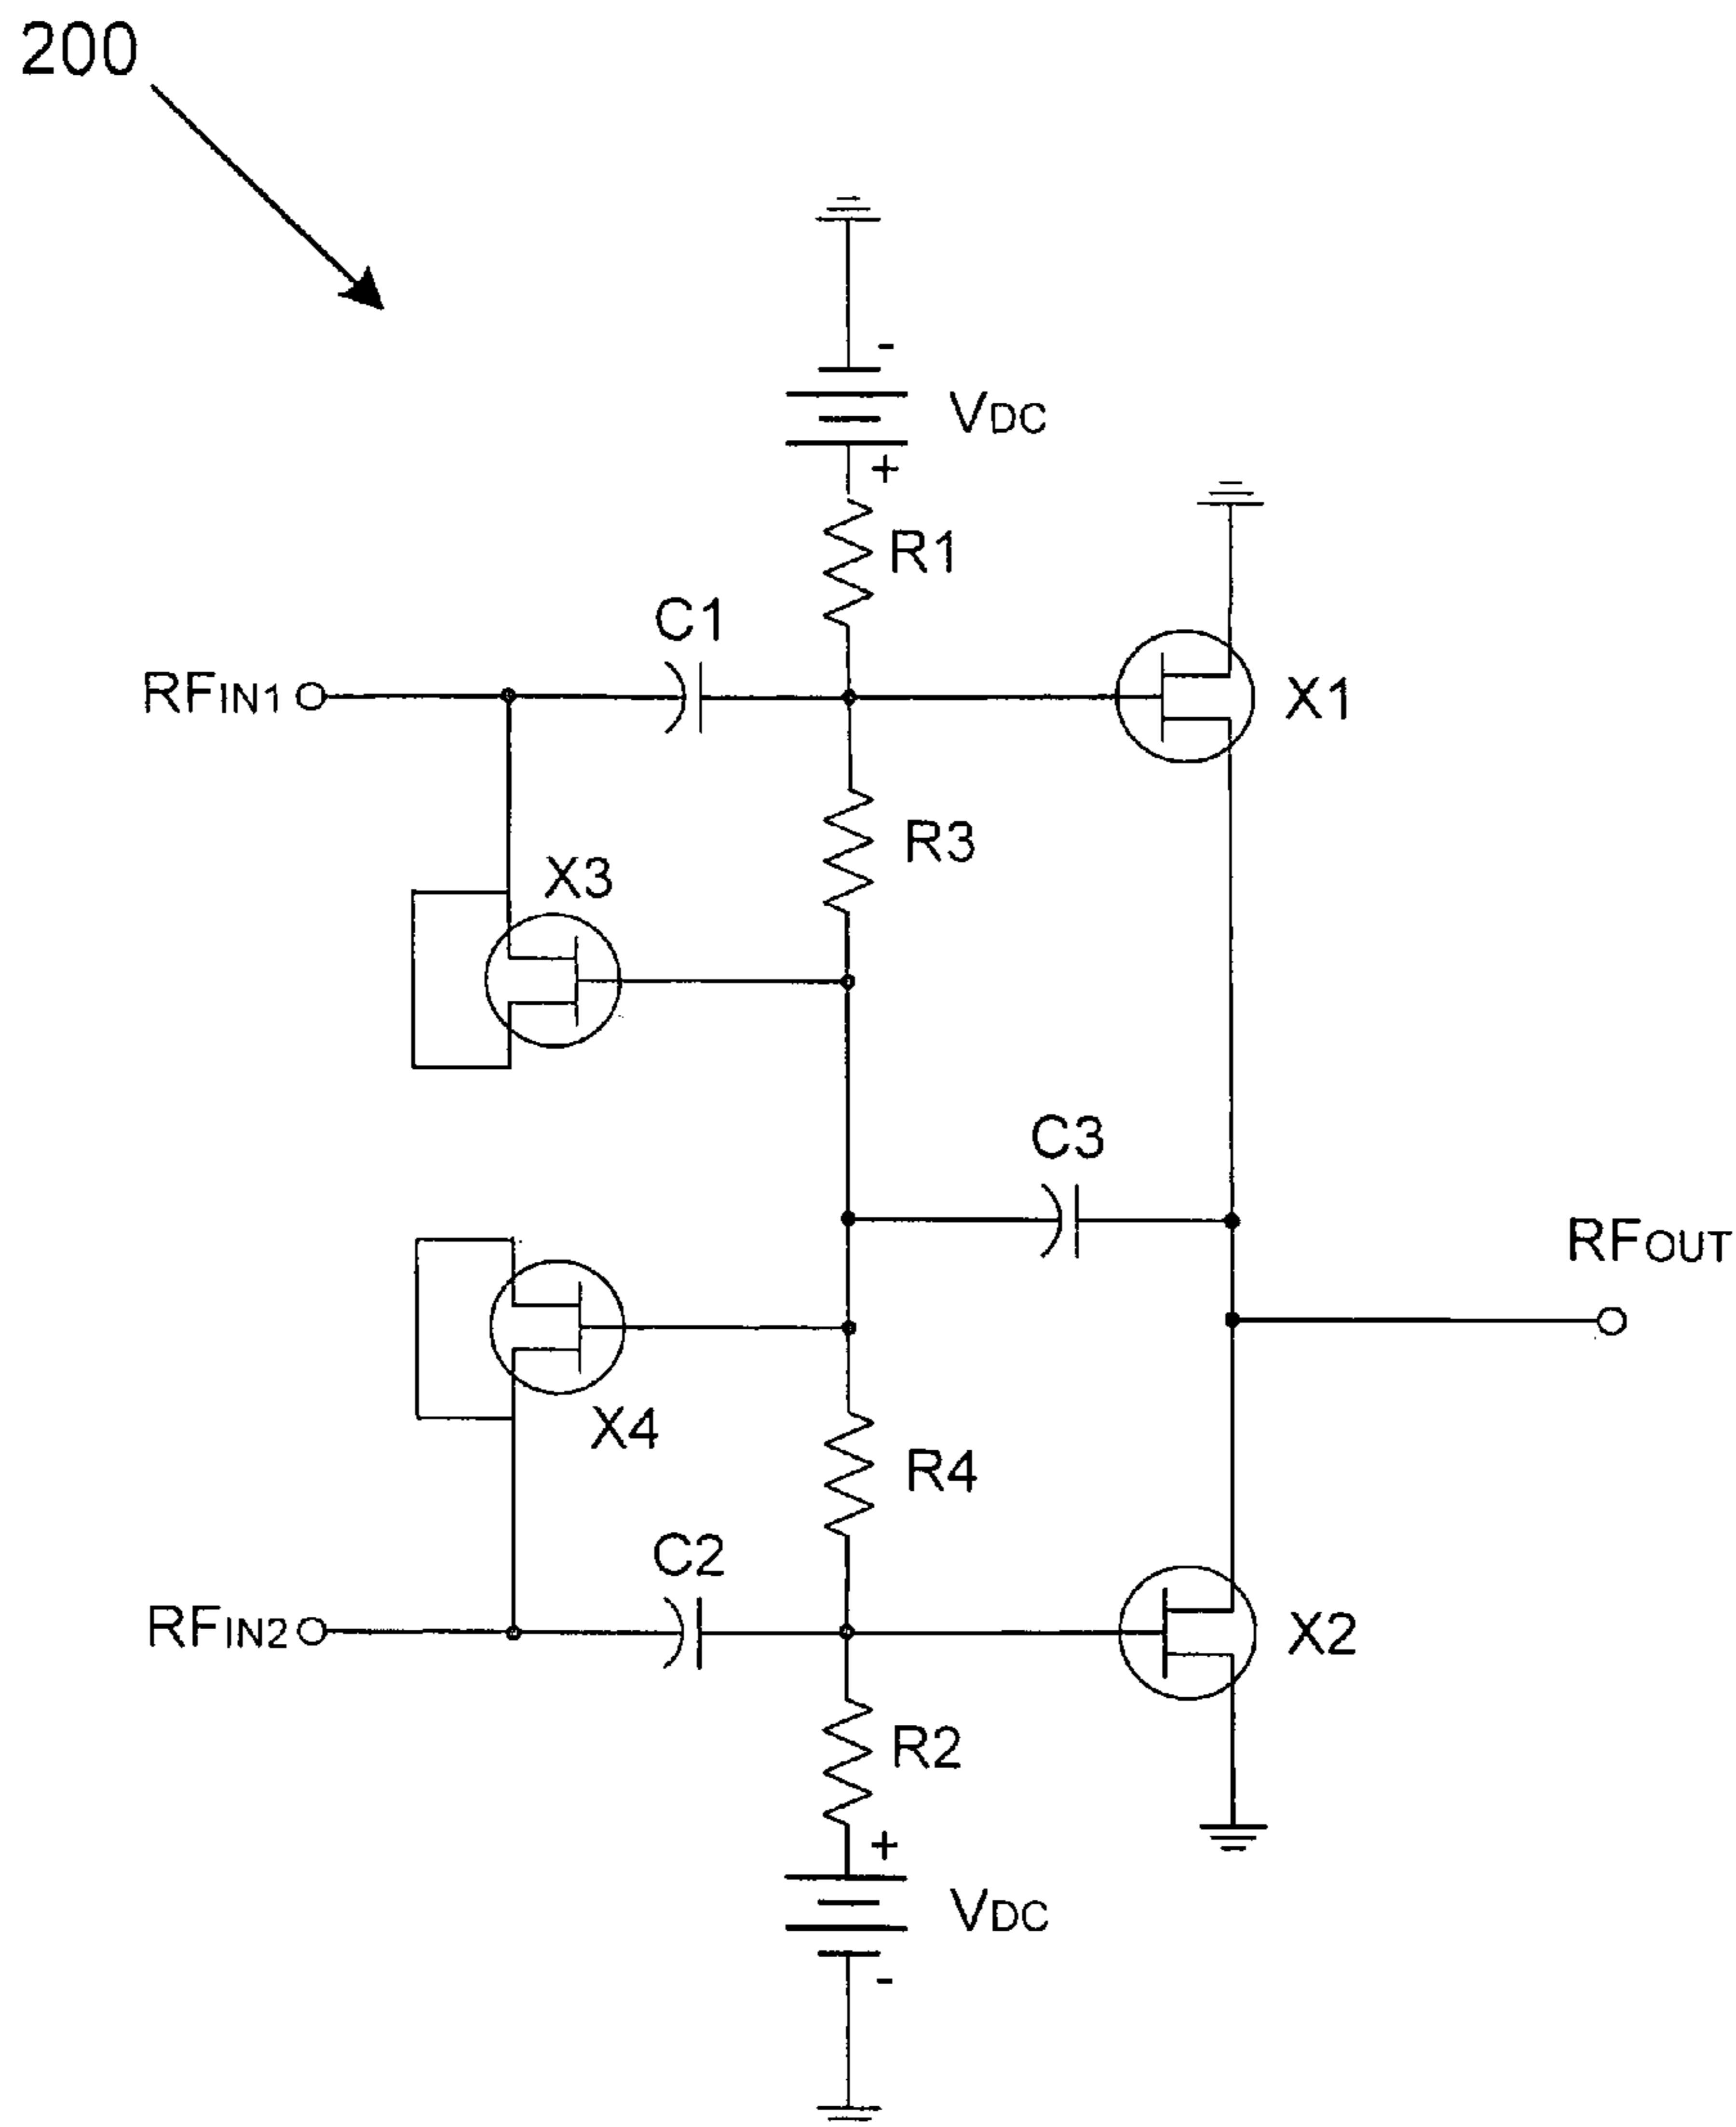 200
-
VDC
+
R1
C1
RFIN1
X1
R3
X3
C3
RFOUT
X4
R4
C2
RFIN2
X2
R2
+
VDC
-